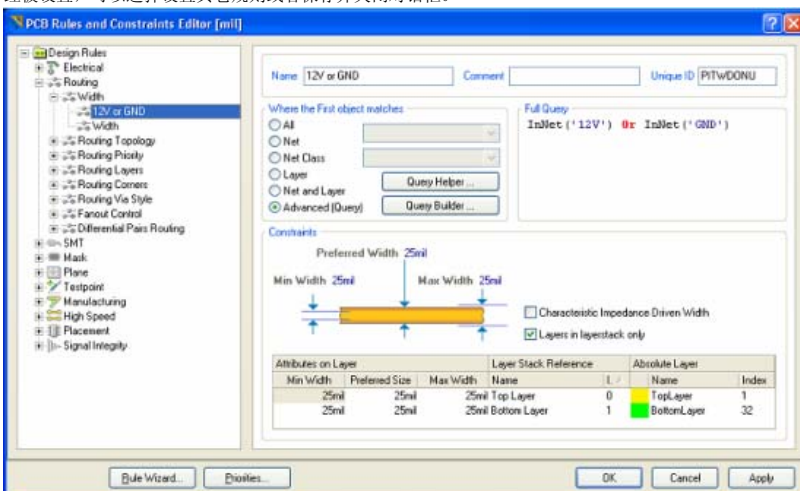 PCB Rules and Constraints Editor [mil]
Design Rules
Electrical
Routing
Width
12V or GND
Width
Routing Topology
Routing Priority
Routing Layers
Routing Corners
Routing Via Style
Fanout Control
Differential Pairs Routing
SMT
Mask
Plane
Testpoint
Manufacturing
High Speed
Placement
Signal Integrity
Name 12V or GND Comment Unique ID PITWDONU
Where the First object matches
All
Net
Net Class
Layer
Net and Layer
Advanced (Query)
Query Helper ...
Query Builder ...
Full Query
InNet('12V') Or InNet('GND')
Constraints
Preferred Width 25mil
Min Width 25mil Max Width 25mil
Characteristic Impedance Driven Width
Layers in layerstack only
Attributes on Layer Layer Stack Reference Absolute Layer
Min Width Preferred Size Max Width Name I. Name Index
25mil 25mil 25mil Top Layer 0 TopLayer 1
25mil 25mil 25mil Bottom Layer 1 BottomLayer 32
Rule Wizard... Priorities... OK Cancel Apply